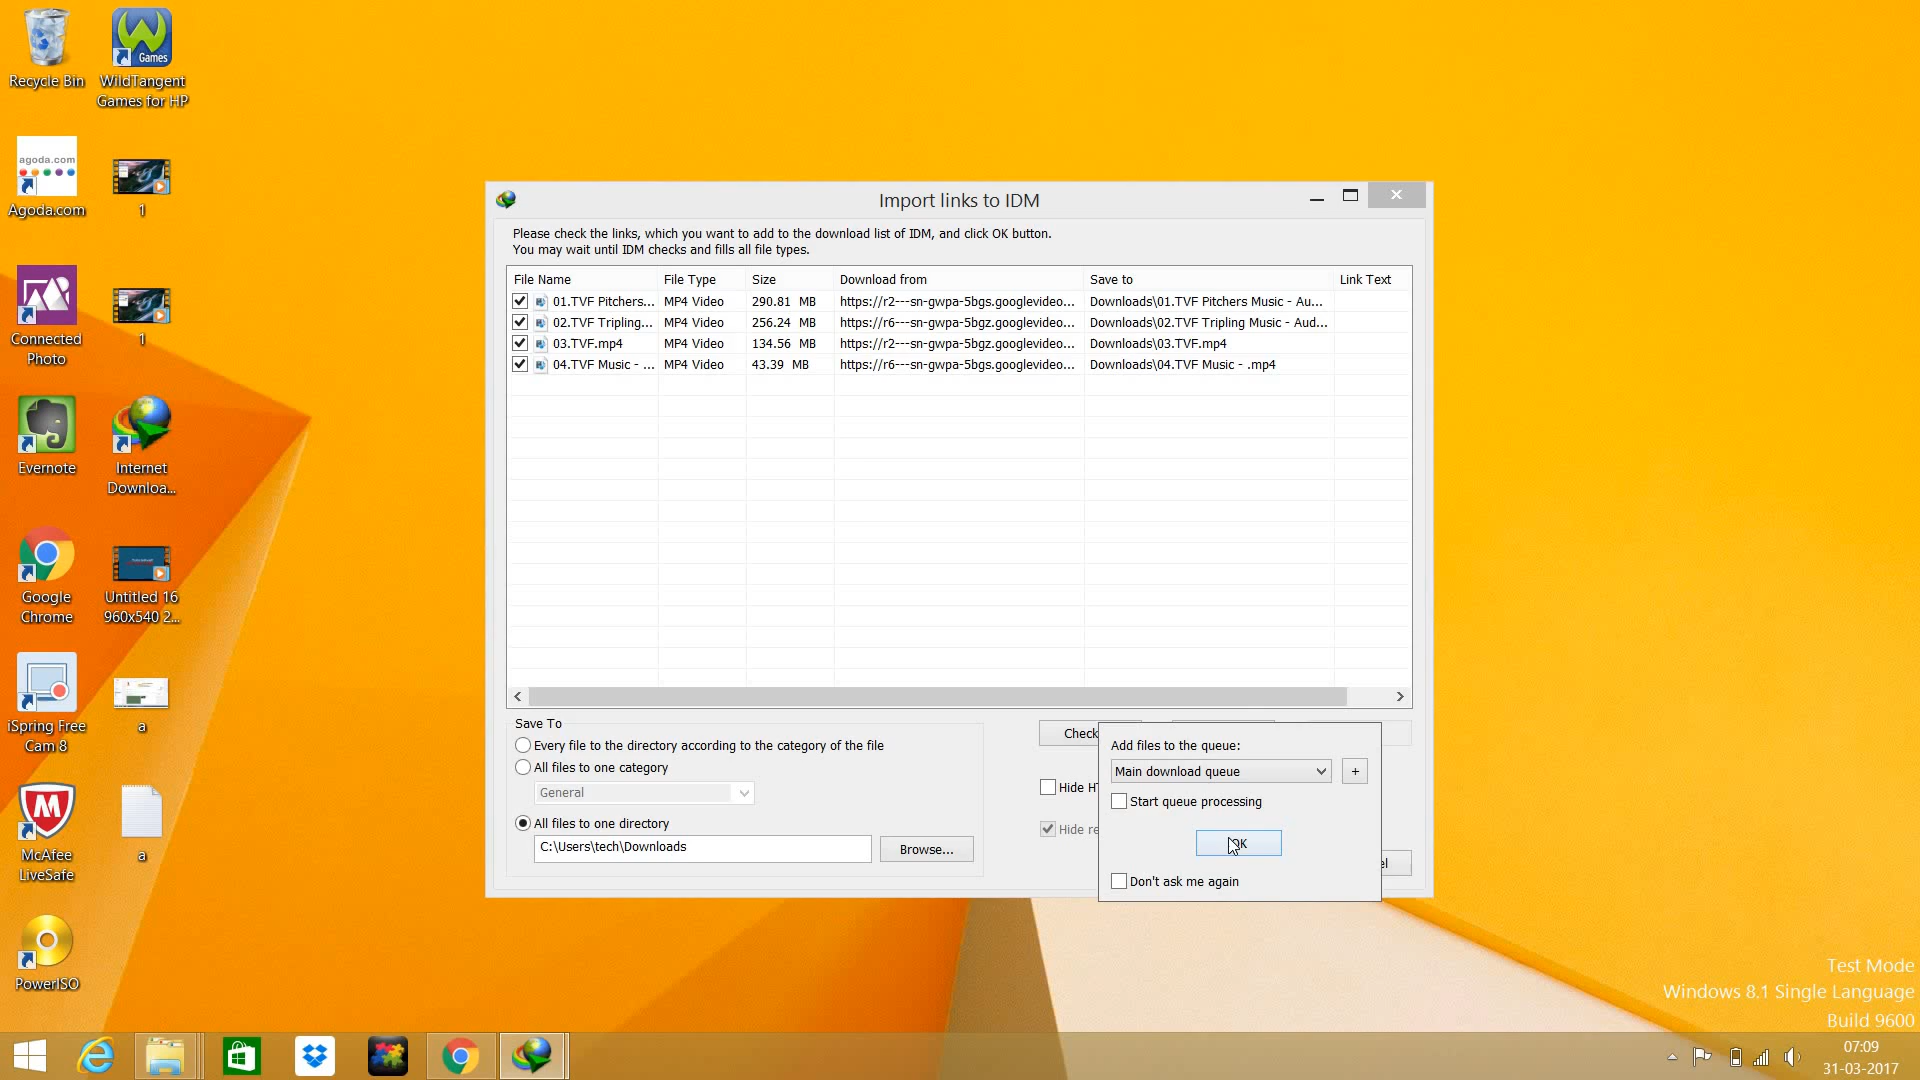 Recycle Bin
WildTangent
Games for HP
Games
agoda.com
Agoda.com
1
Connected
Photo
1
Evernote
Internet
Downloa...
Google
Chrome
Untitled 16
960x540 2...
iSpring Free
Cam 8
a
McAfee
LiveSafe
a
PowerISO
Import links to IDM
Please check the links, which you want to add to the download list of IDM, and click OK button.
You may wait until IDM checks and fills all file types.
File Name File Type Size Download from Save to Link Text
01.TVF Pitchers... MP4 Video 290.81 MB https://r2---sn-gwpa-5bgs.googlevideo... Downloads\01.TVF Pitchers Music - Au...
02.TVF Tripling... MP4 Video 256.24 MB https://r6---sn-gwpa-5bgz.googlevideo... Downloads\02.TVF Tripling Music - Aud...
03.TVF.mp4 MP4 Video 134.56 MB https://r2---sn-gwpa-5bgz.googlevideo... Downloads\03.TVF.mp4
04.TVF Music - ... MP4 Video 43.39 MB https://r6---sn-gwpa-5bgs.googlevideo... Downloads\04.TVF Music - .mp4
Save To
Every file to the directory according to the category of the file
All files to one category
General
All files to one directory
C:\Users\tech\Downloads
Browse...
Check
Hide
Hide
Add files to the queue:
Main download queue
+
Start queue processing
OK
Don't ask me again
Test Mode
Windows 8.1 Single Language
Build 9600
07:09
31-03-2017